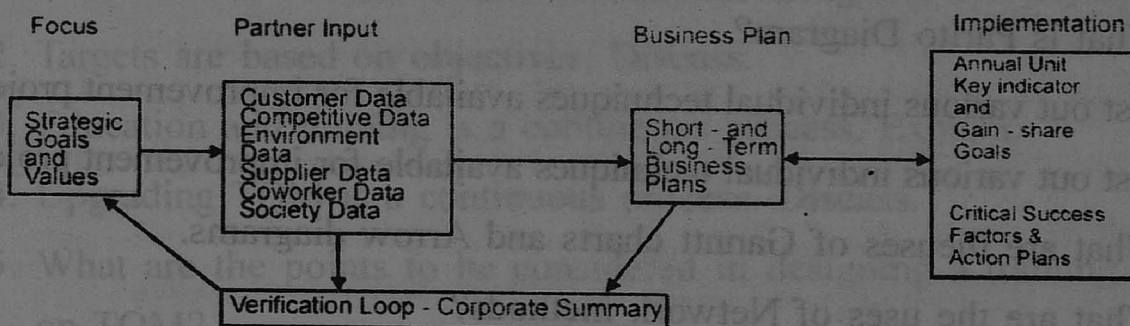 Focus
Strategic
Goals
and
Values
Partner Input
Customer Data
Competitive Data
Environment
Data
Supplier Data
Coworker Data
Society Data
Business Plan
Short - and
Long - Term
Business
Plans
Implementation
Annual Unit
Key indicator
and
Gain - share
Goals
Critical Success
Factors &
Action Plans
Verification Loop - Corporate Summary